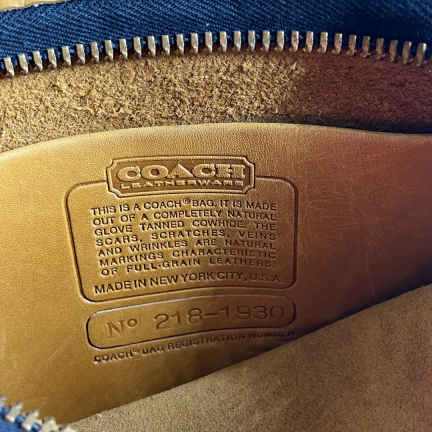 COACH
LEATHERWARE
THIS IS A COACH® BAG. IT IS MADE
OUT OF A COMPLETELY NATURAL
GLOVE TANNED COWHIDE. THE
SCARS, SCRATCHES, VEINS
AND WRINKLES ARE NATURAL
MARKINGS CHARACTERISTIC
OF FULL-GRAIN LEATHERS.
MADE IN NEW YORK CITY, U.S.A.
Nº 218-1930
COACH® BAG REGISTRATION NUMBER